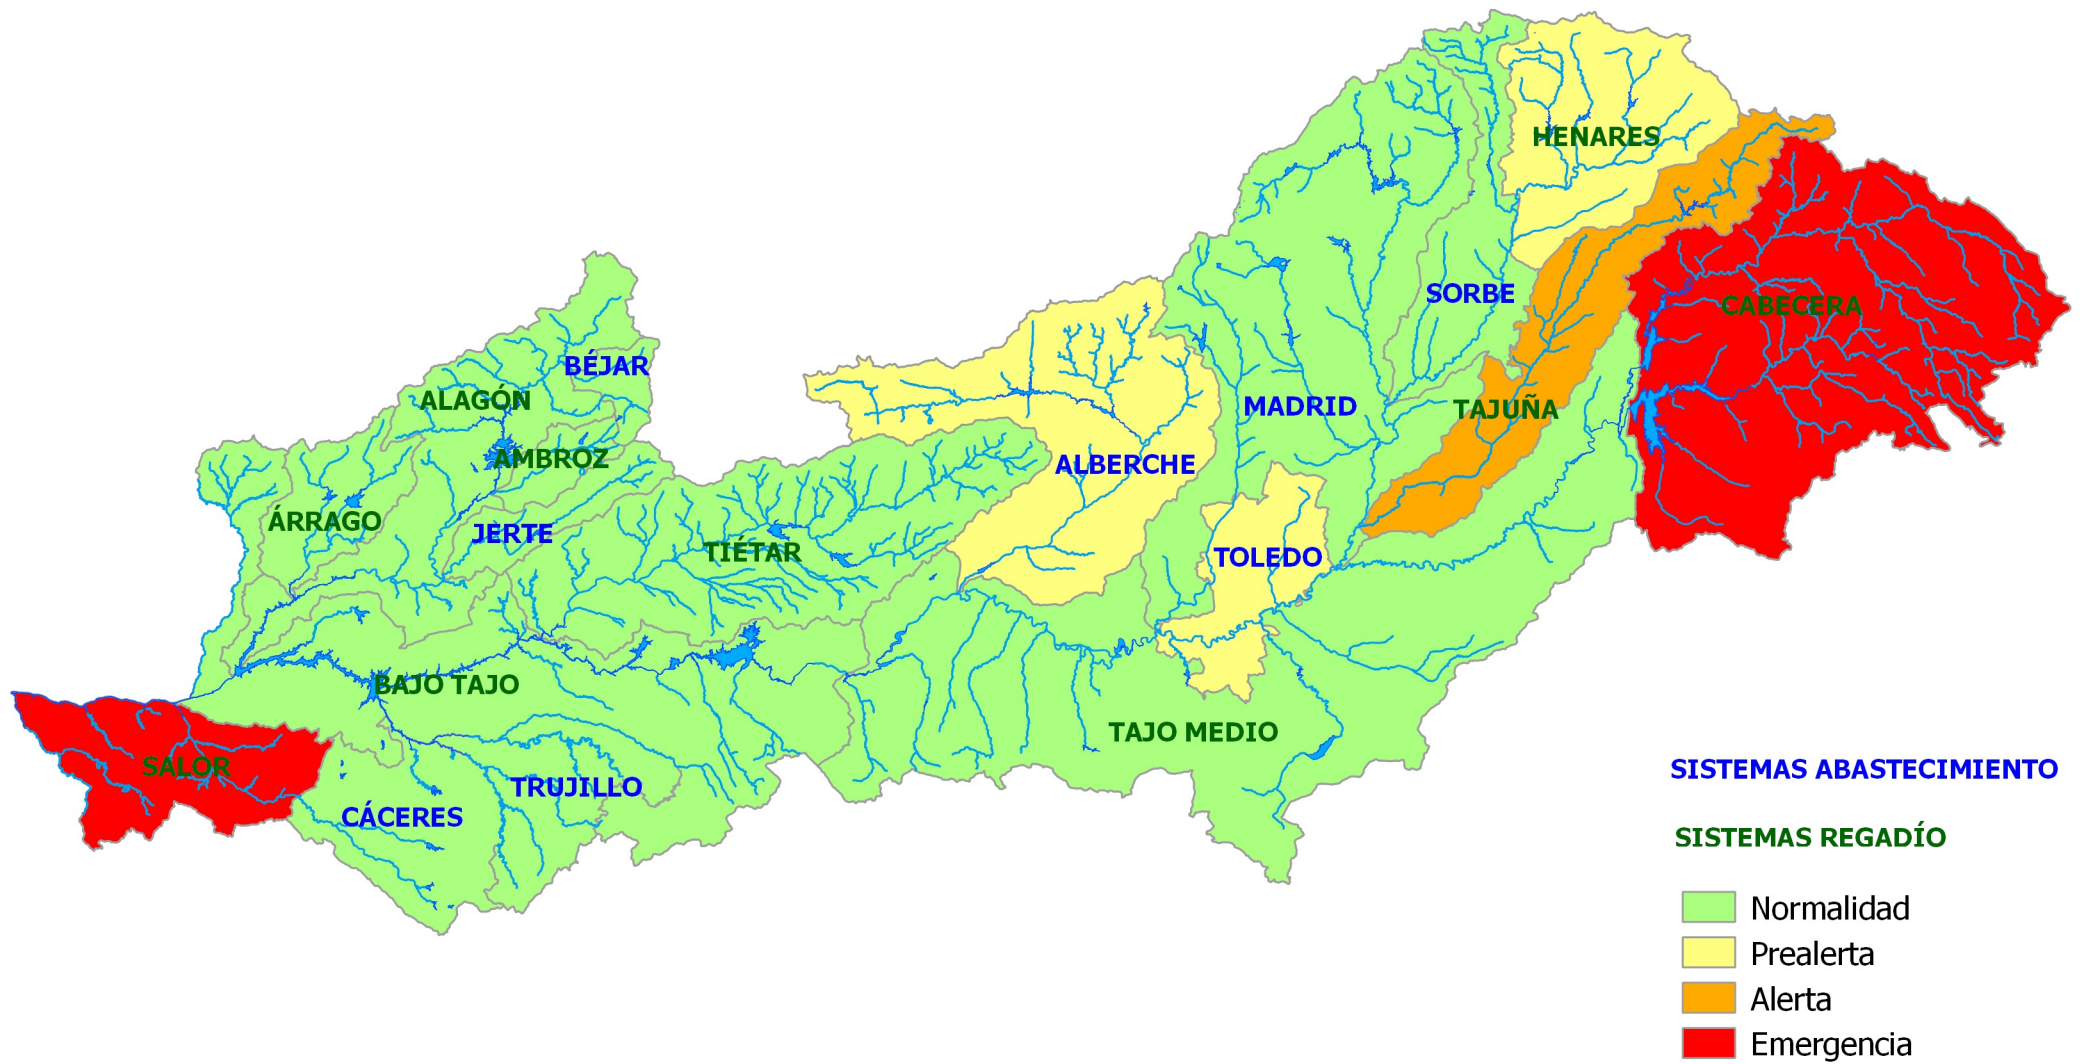 HENARES
SORBE
CABECERA
BÉJAR
ALAGÓN
MADRID
TAJUÑA
AMBROZ
ALBERCHE
ÁRRAGO
JERTE
TIÉTAR
TOLEDO
BAJO TAJO
TAJO MEDIO
SALOR
TRUJILLO
CÁCERES
SISTEMAS ABASTECIMIENTO
SISTEMAS REGADÍO
Normalidad
Prealerta
Alerta
Emergencia